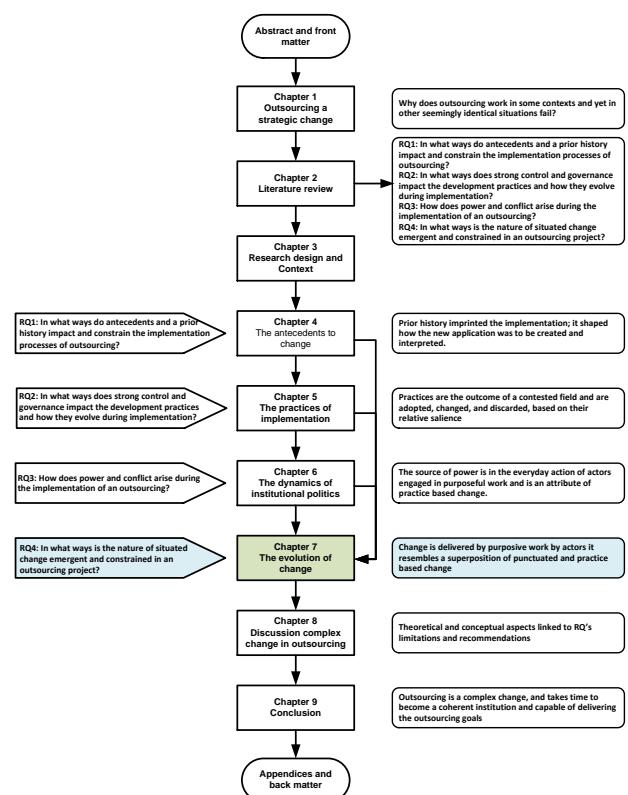 Abstract and front
matter
Chapter 1
Outsourcing a
strategic change
Why does outsourcing work in some contexts and yet in
other seemingly identical situations fail?
Chapter 2
Literature review
RQ1: In what ways do antecedents and a prior history
impact and constrain the implementation processes of
outsourcing?
RQ2: In what ways does strong control and governance
impact the development practices and how they evolve
during implementation?
RQ3: How does power and conflict arise during the
implementation of an outsourcing?
RQ4: In what ways is the nature of situated change
emergent and constrained in an outsourcing project?
Chapter 3
Research design and
Context
RQ1: In what ways do antecedents and a prior
history impact and constrain the implementation
processes of outsourcing?
Chapter 4
The antecedents to
change
Prior history imprinted the implementation; it shaped
how the new application was to be created and
interpreted.
RQ2: In what ways does strong control and
governance impact the development practices
and how they evolve during implementation?
Chapter 5
The practices of
implementation
Practices are the outcome of a contested field and are
adopted, changed, and discarded, based on their
relative salience
RQ3: How does power and conflict arise during
the implementation of an outsourcing?
Chapter 6
The dynamics of
institutional politics
The source of power is in the everyday action of actors
engaged in purposeful work and is an attribute of
practice based change.
RQ4: In what ways is the nature of situated
change emergent and constrained in an
outsourcing project?
Chapter 7
The evolution of
change
Change is delivered by purposive work by actors it
resembles a superposition of punctuated and practice
based change
Chapter 8
Discussion complex
change in outsourcing
Theoretical and conceptual aspects linked to RQ's
limitations and recommendations
Chapter 9
Conclusion
Outsourcing is a complex change, and takes time to
become a coherent institution and capable of delivering
the outsourcing goals
Appendices and
back matter